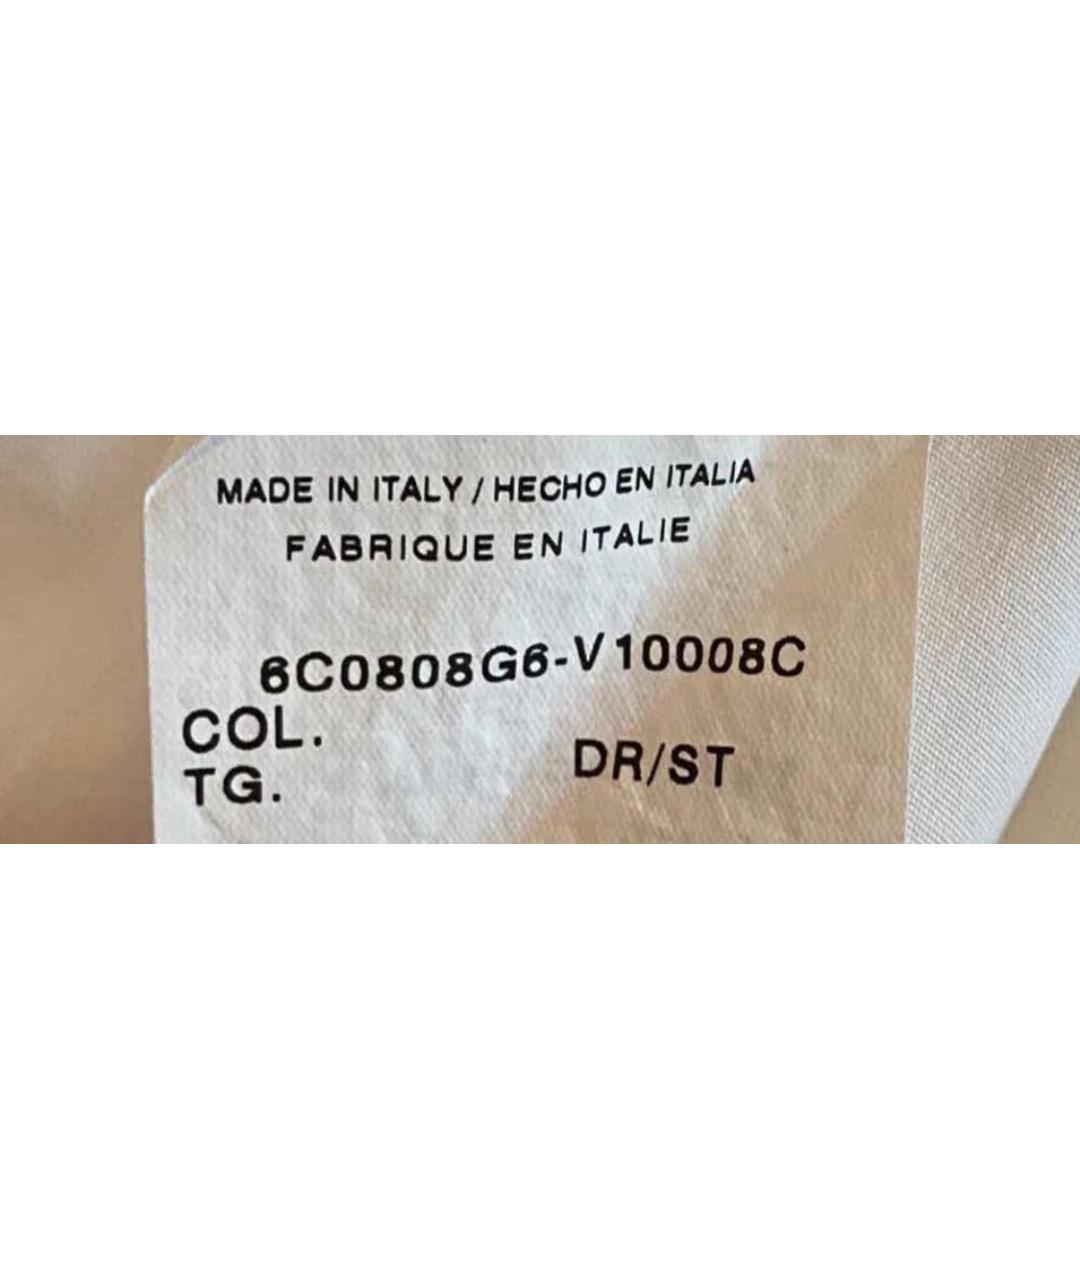 MADE IN ITALY / HECHO EN ITALIA
FABRIQUE EN ITALIE
6C0808G6-V10008C
COL.
TG. DR/ST